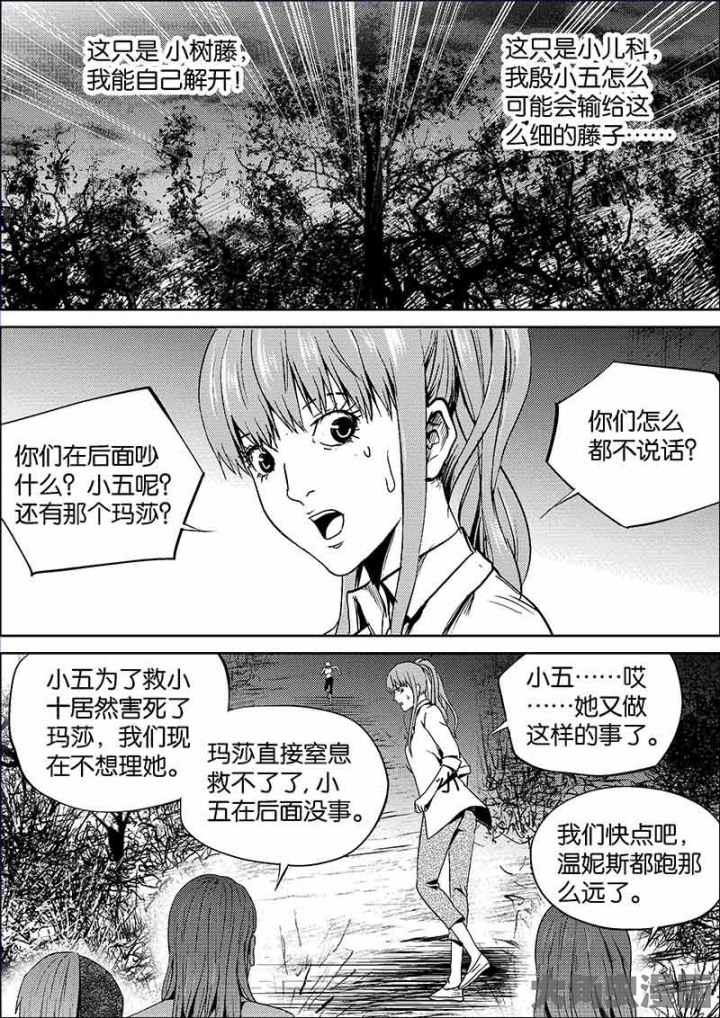 这只是 小树藤，
我能自己解开！
这只是小儿科，
我殷小五怎么
可能会输给这
么细的藤子……
你们在后面吵
什么？小五呢？
还有那个玛莎？
你们怎么
都不说话？
小五为了救小
十居然害死了
玛莎，我们现
在不想理她。
玛莎直接窒息
救不了了，小
五在后面没事。
小五……哎
……她又做
这样的事了。
我们快点吧，
温妮斯都跑那
么远了。